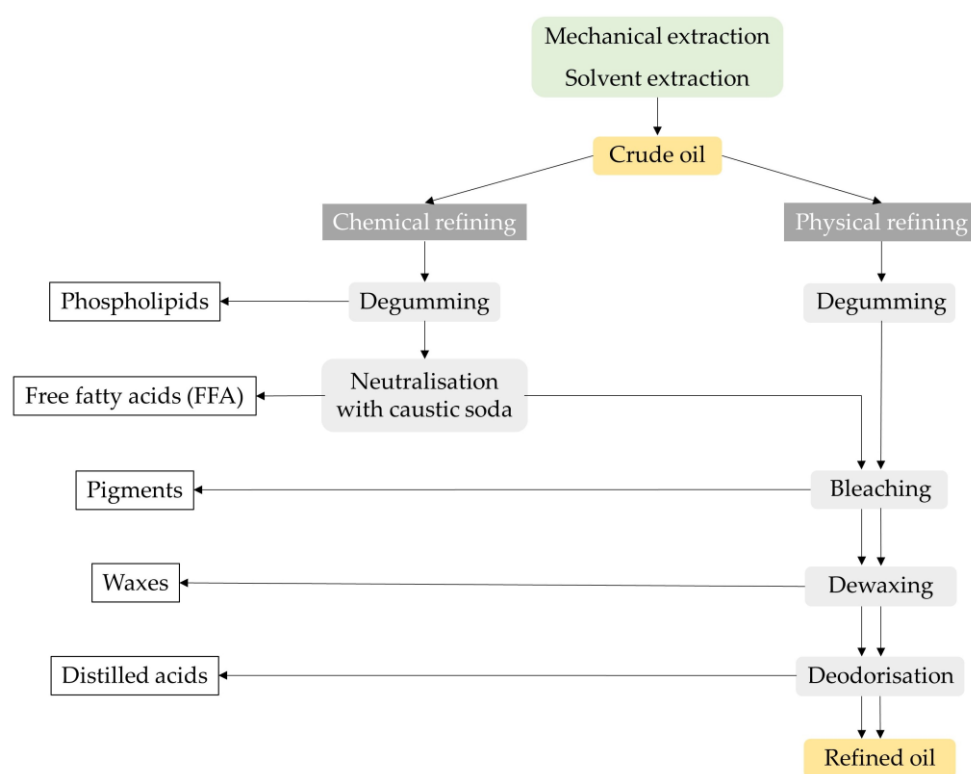 Mechanical extraction
Solvent extraction
Crude oil
Chemical refining
Physical refining
Phospholipids
Degumming
Degumming
Free fatty acids (FFA)
Neutralisation
with caustic soda
Pigments
Bleaching
Waxes
Dewaxing
Distilled acids
Deodorisation
Refined oil